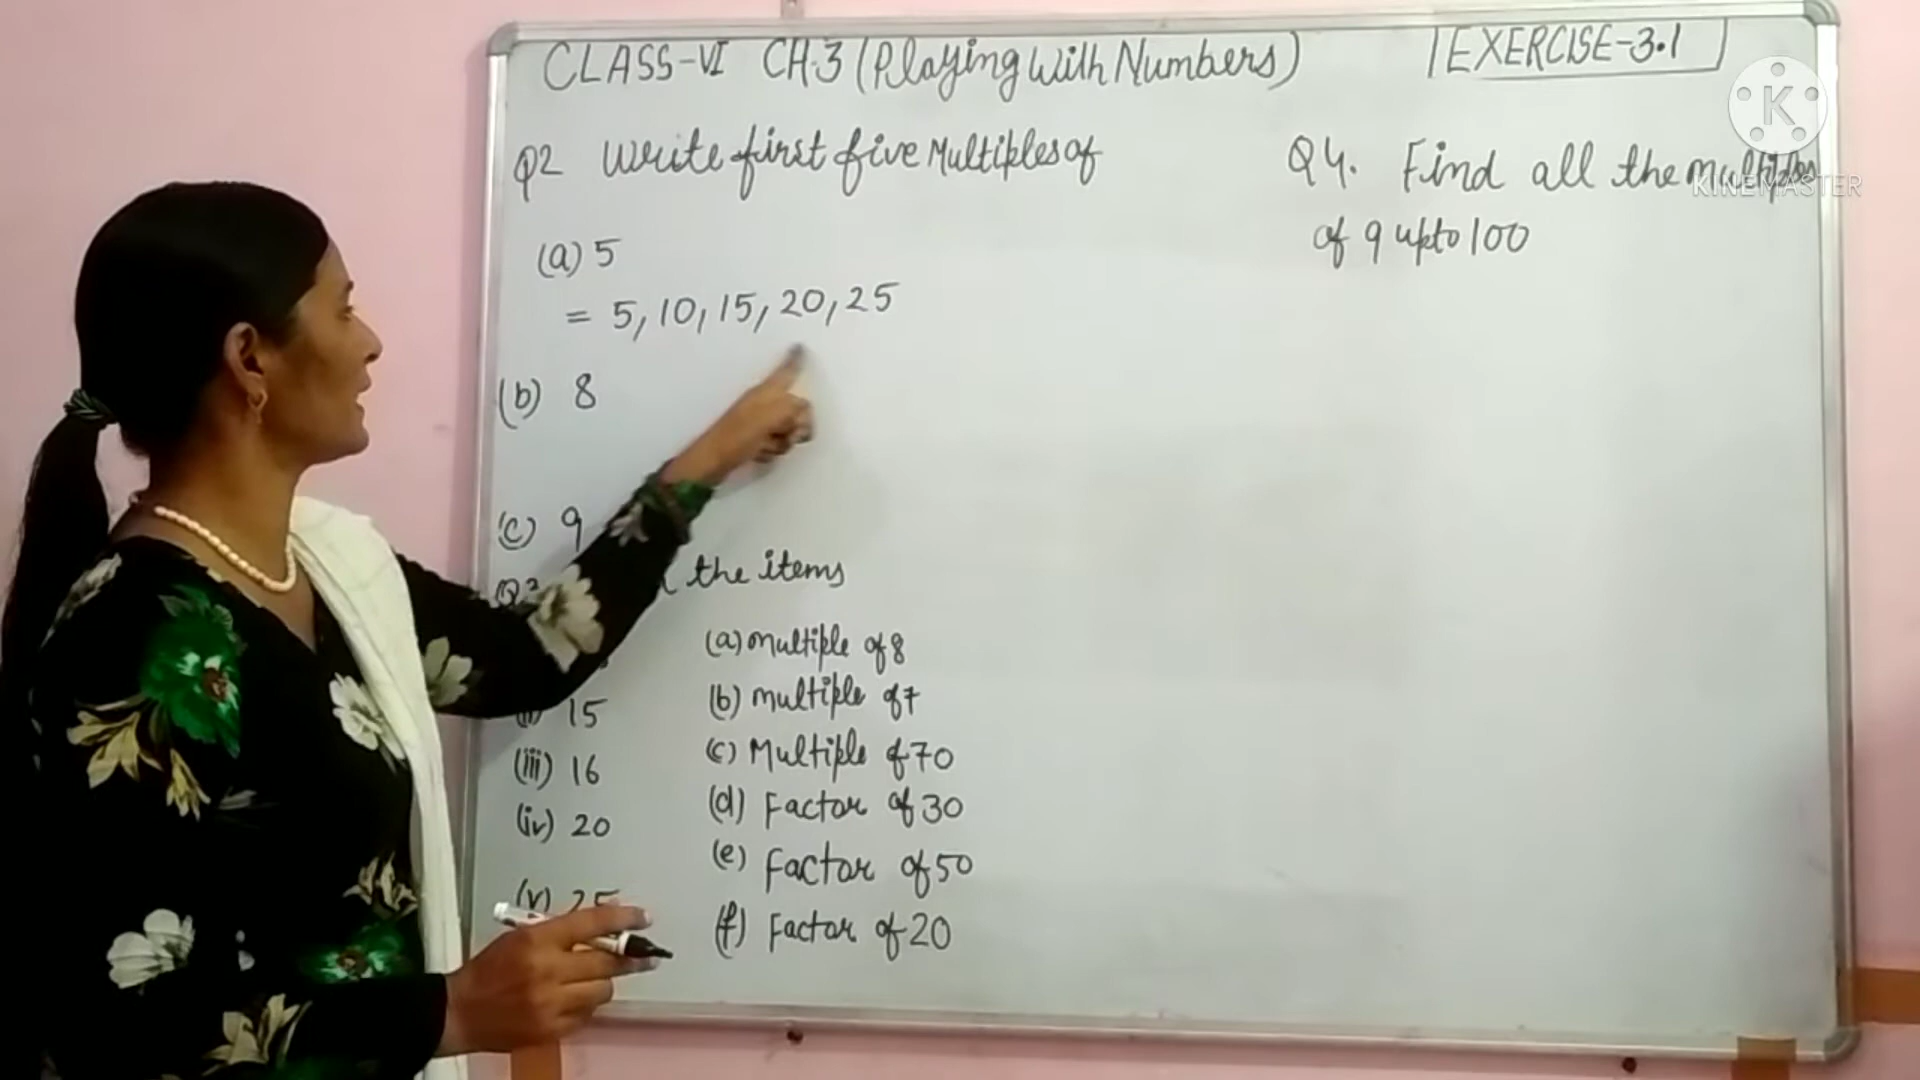 CLASS-VI CH.3 (Playing With Numbers)
EXERCISE-3.1
K
KINEMASTER
Q2 Write first five Multiples of
(a) 5
= 5, 10, 15, 20, 25
(b) 8
(c) 9
the items
(a) multiple of 8
15 (b) multiple of 7
(iii) 16 (c) Multiple of 70
(iv) 20 (d) Factor of 30
(v) 25 (e) Factor of 50
(f) Factor of 20
Q4. Find all the multiples
of 9 upto 100